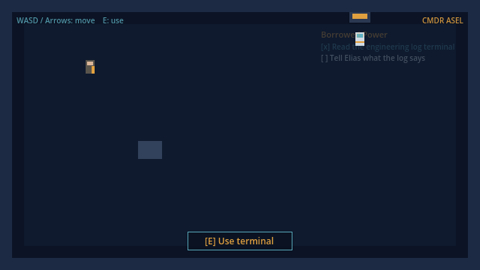 WASD / Arrows: move E: use
CMDR ASEL
Borrowed Power
[x] Read the engineering log terminal
[ ] Tell Elias what the log says
[E] Use terminal